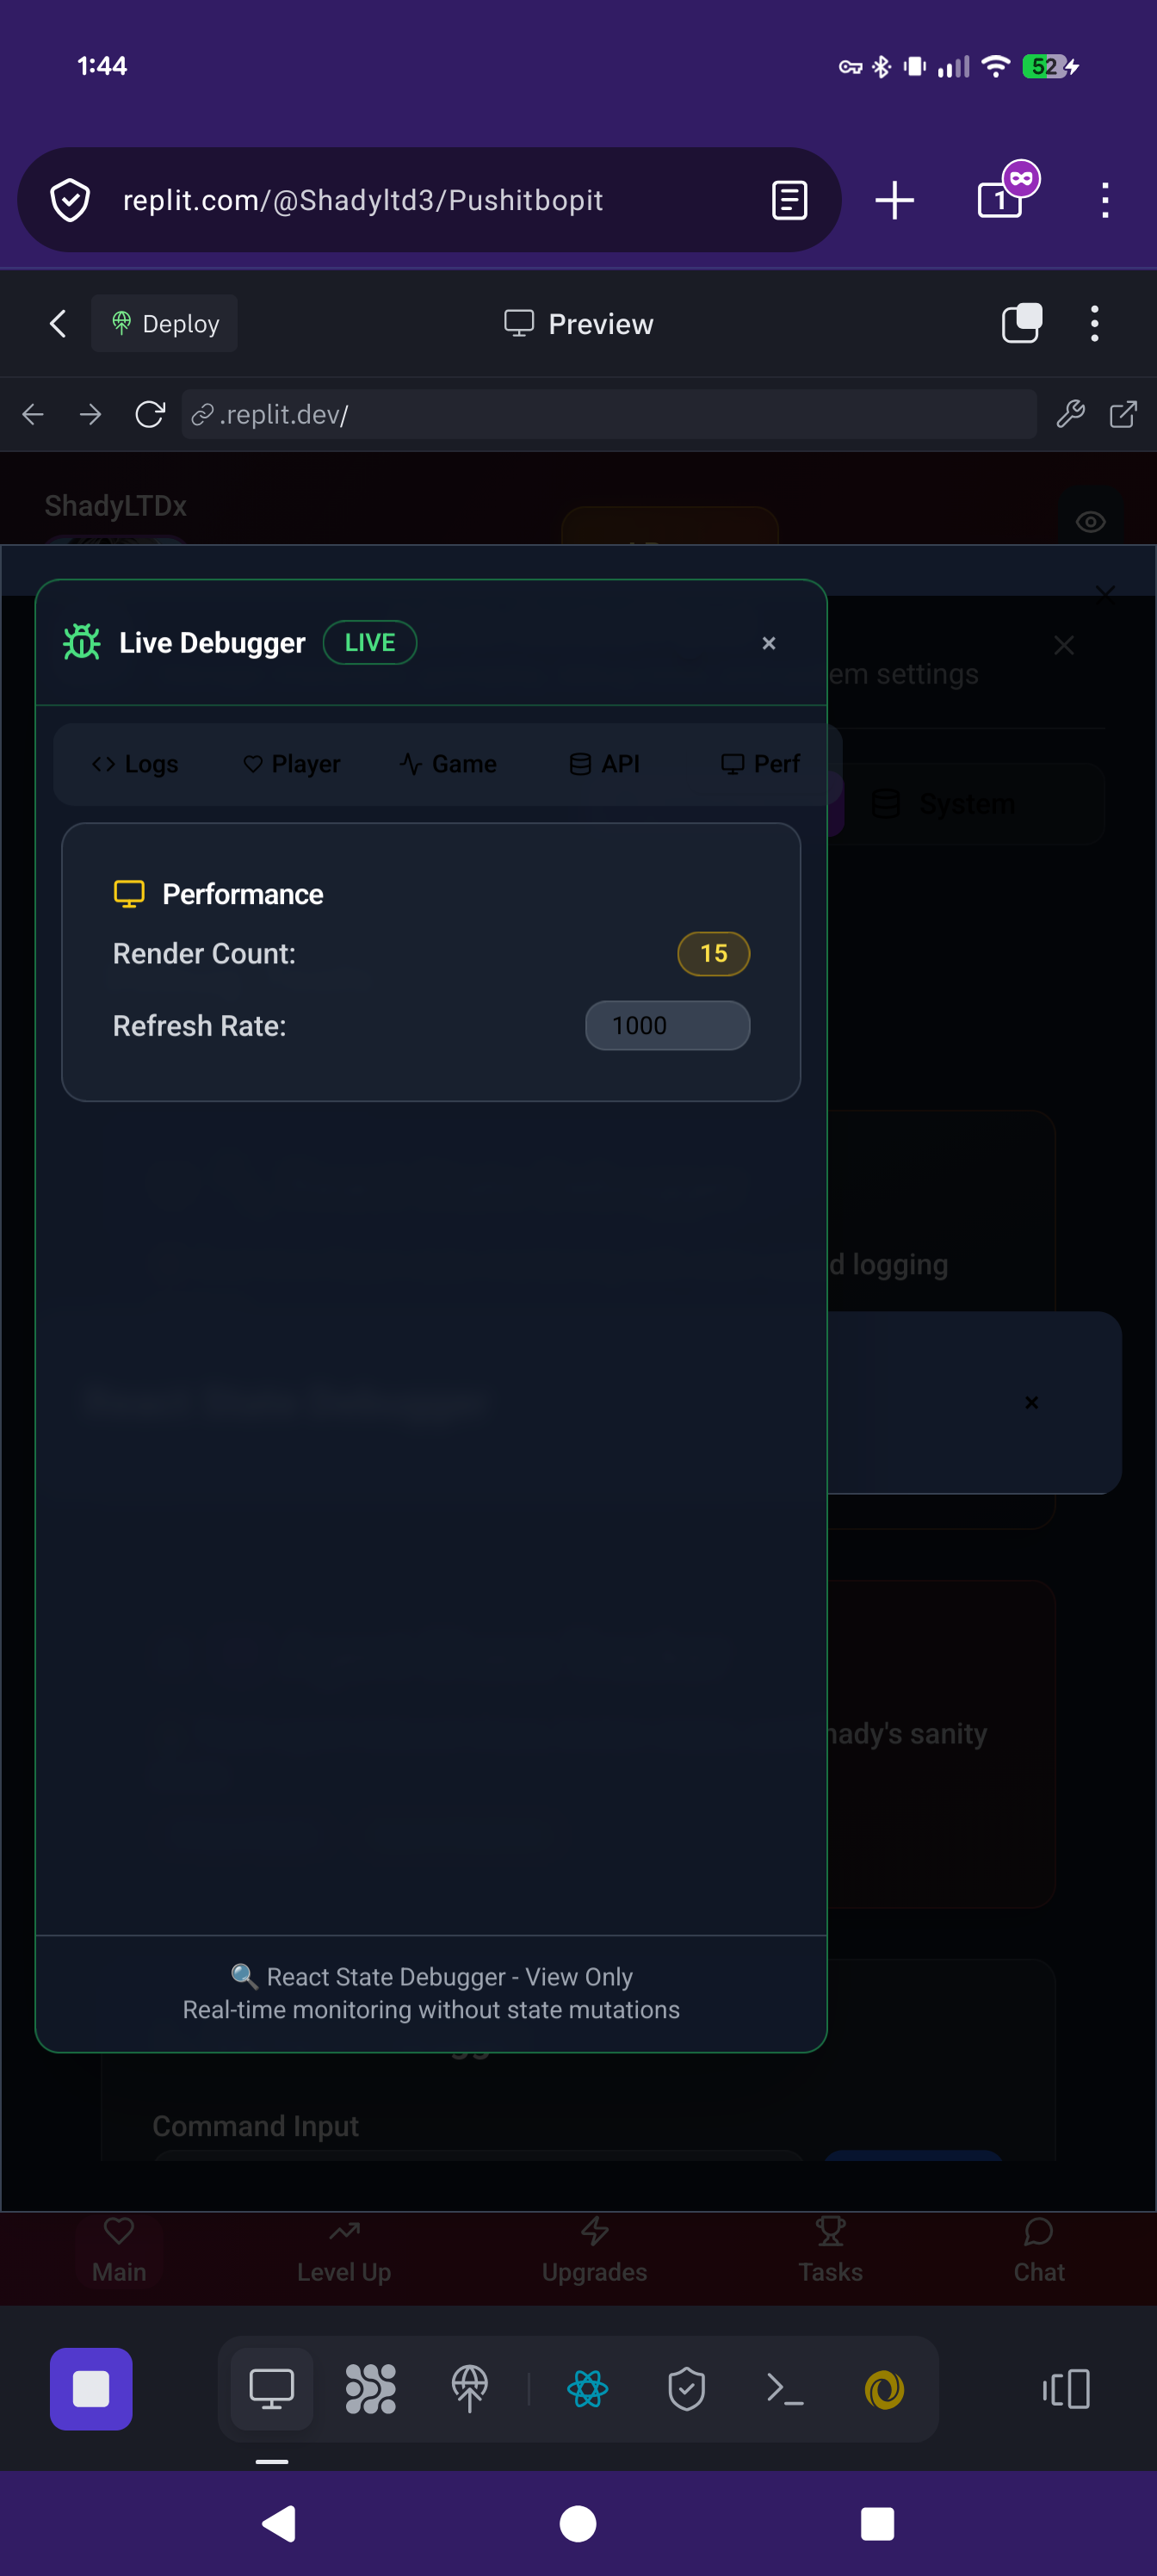 1:44
52
replit.com/@Shadyltd3/Pushitbopit
1
Deploy
Preview
.replit.dev/
ShadyLTDx
Live Debugger
LIVE
×
em settings
Logs
Player
Game
API
Perf
System
Performance
Render Count:
15
Refresh Rate:
1000
d logging
×
hady's sanity
🔍 React State Debugger - View Only
Real-time monitoring without state mutations
Command Input
Main
Level Up
Upgrades
Tasks
Chat